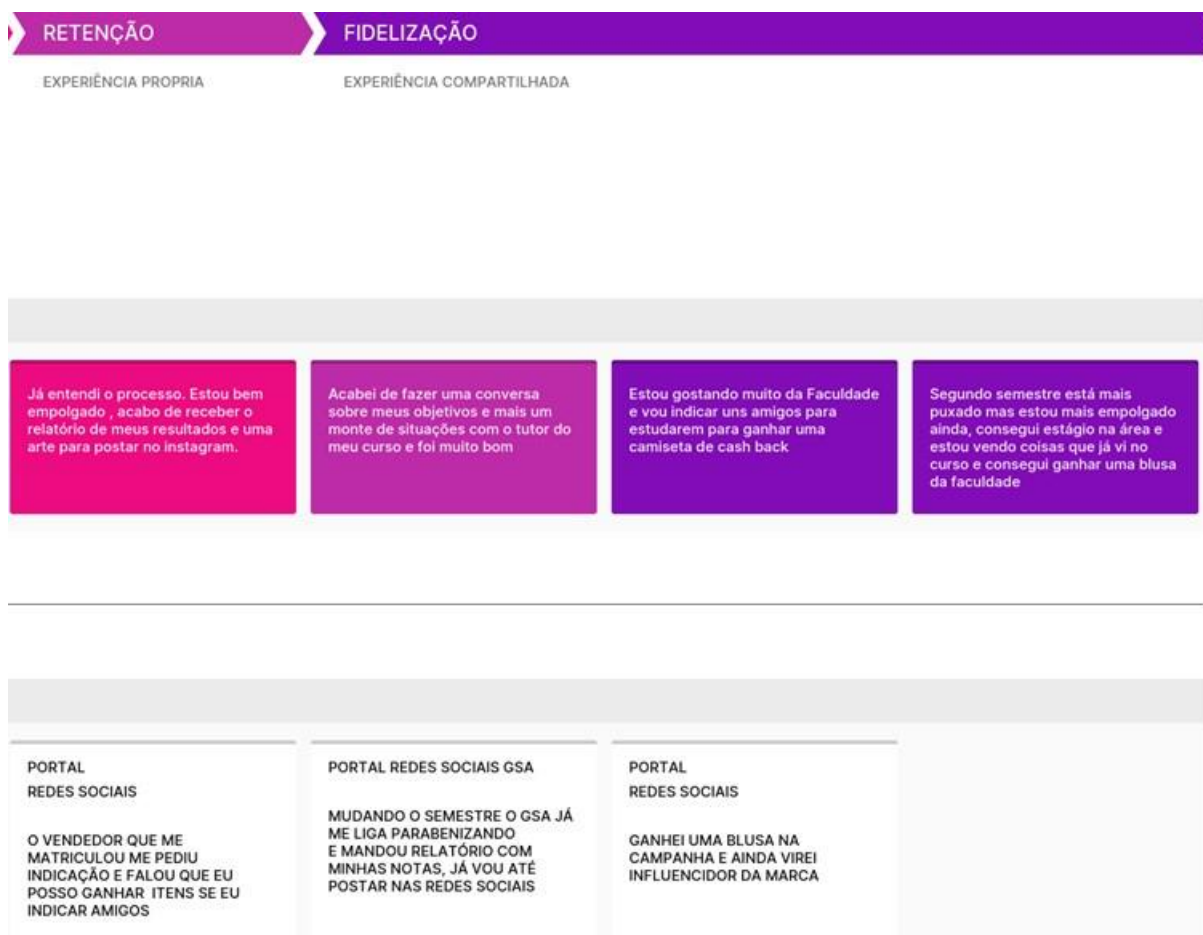 RETENÇÃO
FIDELIZAÇÃO
EXPERIÊNCIA PROPRIA
EXPERIÊNCIA COMPARTILHADA
Já entendi o processo. Estou bem
empolgado , acabo de receber o
relatório de meus resultados e uma
arte para postar no instagram.
Acabei de fazer uma conversa
sobre meus objetivos e mais um
monte de situações com o tutor do
meu curso e foi muito bom
Estou gostando muito da Faculdade
e vou indicar uns amigos para
estudarem para ganhar uma
camiseta de cash back
Segundo semestre está mais
puxado mas estou mais empolgado
ainda, consegui estágio na área e
estou vendo coisas que já vi no
curso e consegui ganhar uma blusa
da faculdade
PORTAL
REDES SOCIAIS
O VENDEDOR QUE ME
MATRICULOU ME PEDIU
INDICAÇÃO E FALOU QUE EU
POSSO GANHAR ITENS SE EU
INDICAR AMIGOS
PORTAL REDES SOCIAIS GSA
MUDANDO O SEMESTRE O GSA JÁ
ME LIGA PARABENIZANDO
E MANDOU RELATÓRIO COM
MINHAS NOTAS, JÁ VOU ATÉ
POSTAR NAS REDES SOCIAIS
PORTAL
REDES SOCIAIS
GANHEI UMA BLUSA NA
CAMPANHA E AINDA VIREI
INFLUENCIDOR DA MARCA